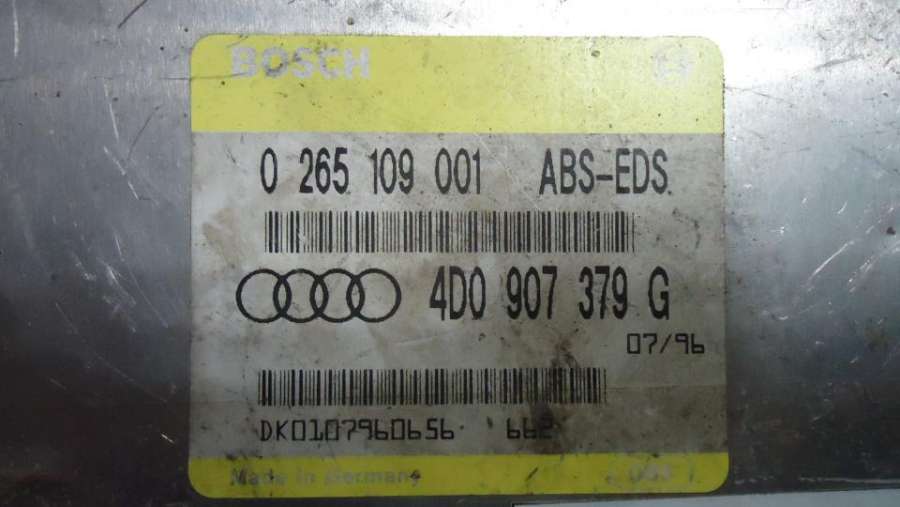 BOSCH
0 265 109 001 ABS-EDS
4D0 907 379 G
07/96
DK0107960656 662
Made in Germany